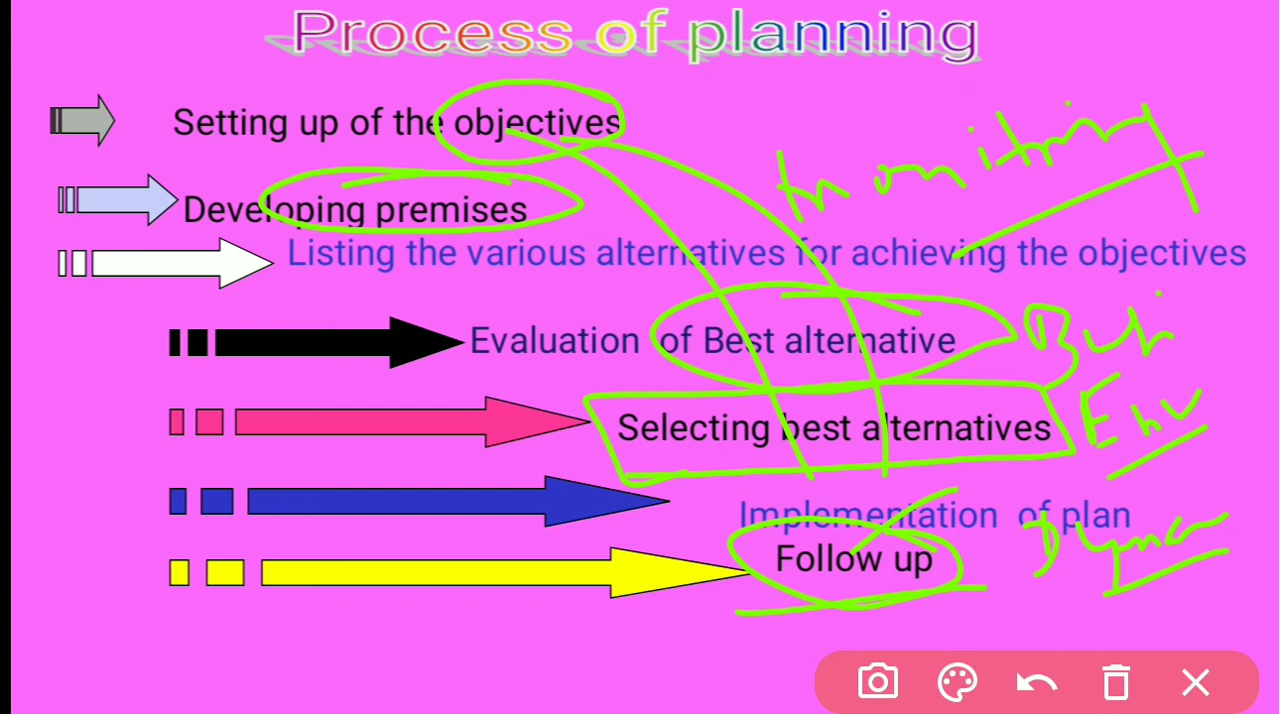 Process of planning
Setting up of the objectives
Developing premises
Listing the various alternatives for achieving the objectives
Evaluation of Best alternative
Selecting best alternatives
Env
Implementation of plan
Follow up